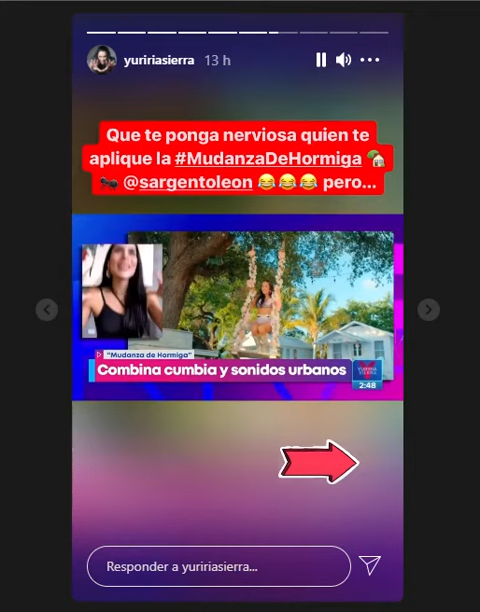 yuririasierra 13 h
Que te ponga nerviosa quien te
aplique la #MudanzaDeHormiga 🏡
🐜 @sargentoleon 😂😂😂 pero...
"Mudanza de Hormiga"
Combina cumbia y sonidos urbanos
2:48
Responder a yuririasierra...